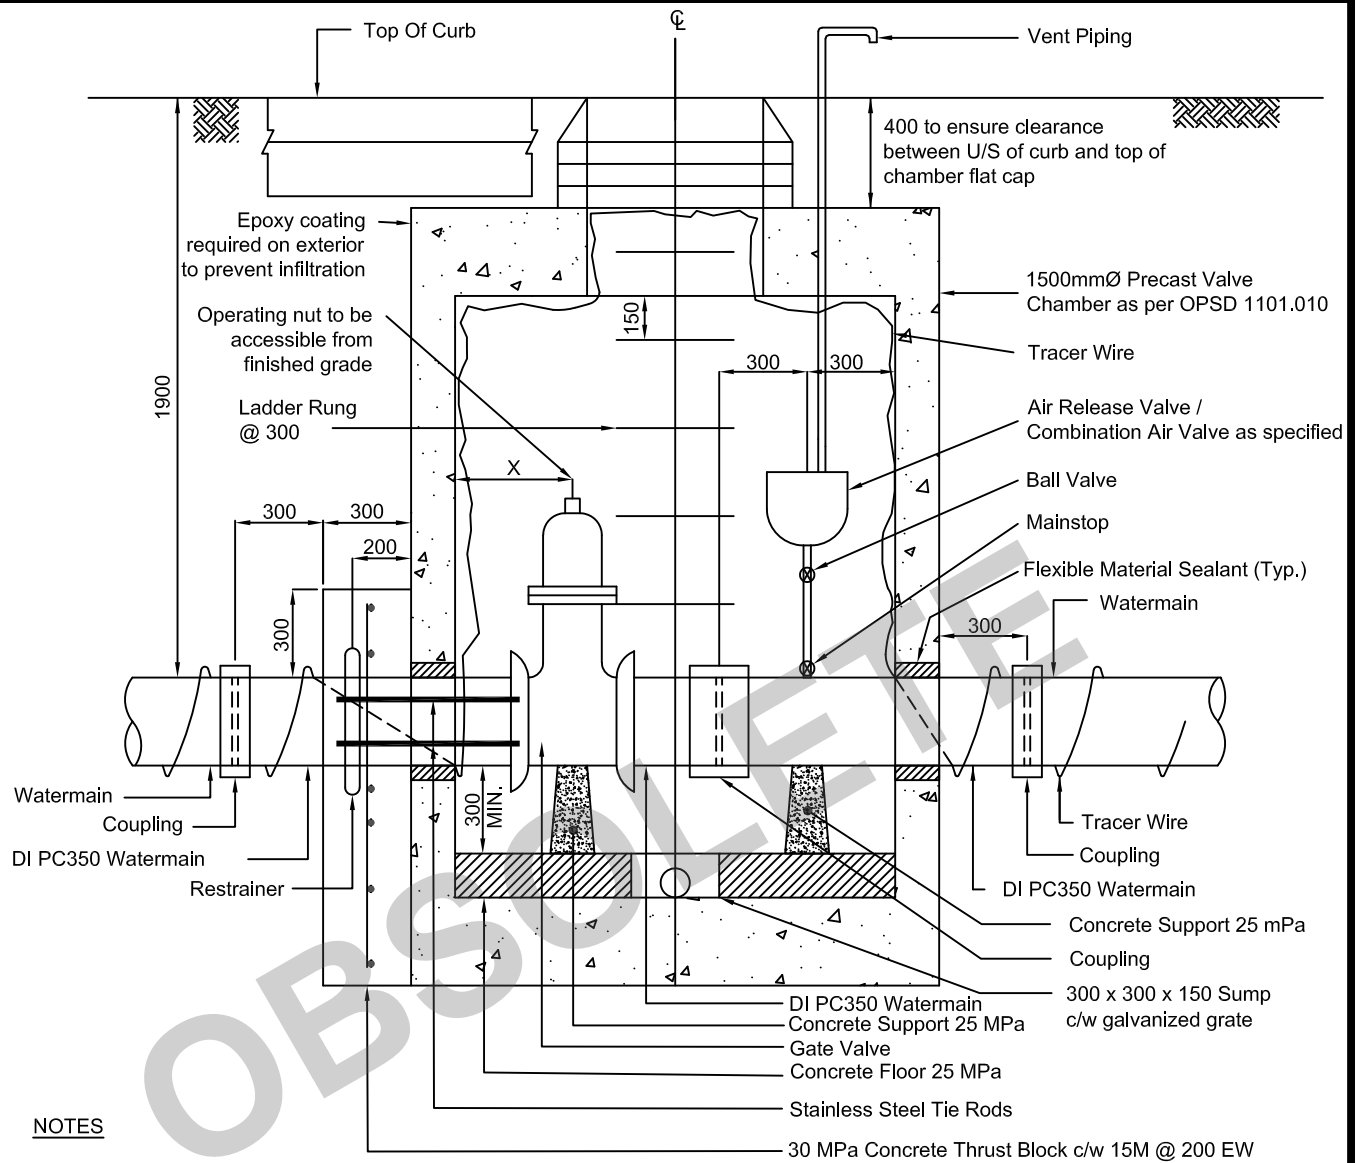 Top Of Curb
℄
Vent Piping
400 to ensure clearance
between U/S of curb and top of
chamber flat cap
Epoxy coating
required on exterior
to prevent infiltration
1500mmØ Precast Valve
Chamber as per OPSD 1101.010
Operating nut to be
accessible from
finished grade
150
Tracer Wire
300
300
1900
Ladder Rung
@ 300
Air Release Valve /
Combination Air Valve as specified
X
Ball Valve
300
300
Mainstop
200
Flexible Material Sealant (Typ.)
Watermain
300
300
Watermain
300
MIN.
Coupling
Tracer Wire
DI PC350 Watermain
Coupling
Restrainer
DI PC350 Watermain
Concrete Support 25 mPa
Coupling
300 x 300 x 150 Sump
c/w galvanized grate
DI PC350 Watermain
Concrete Support 25 MPa
Gate Valve
Concrete Floor 25 MPa
Stainless Steel Tie Rods
NOTES
30 MPa Concrete Thrust Block c/w 15M @ 200 EW
OBSOLETE